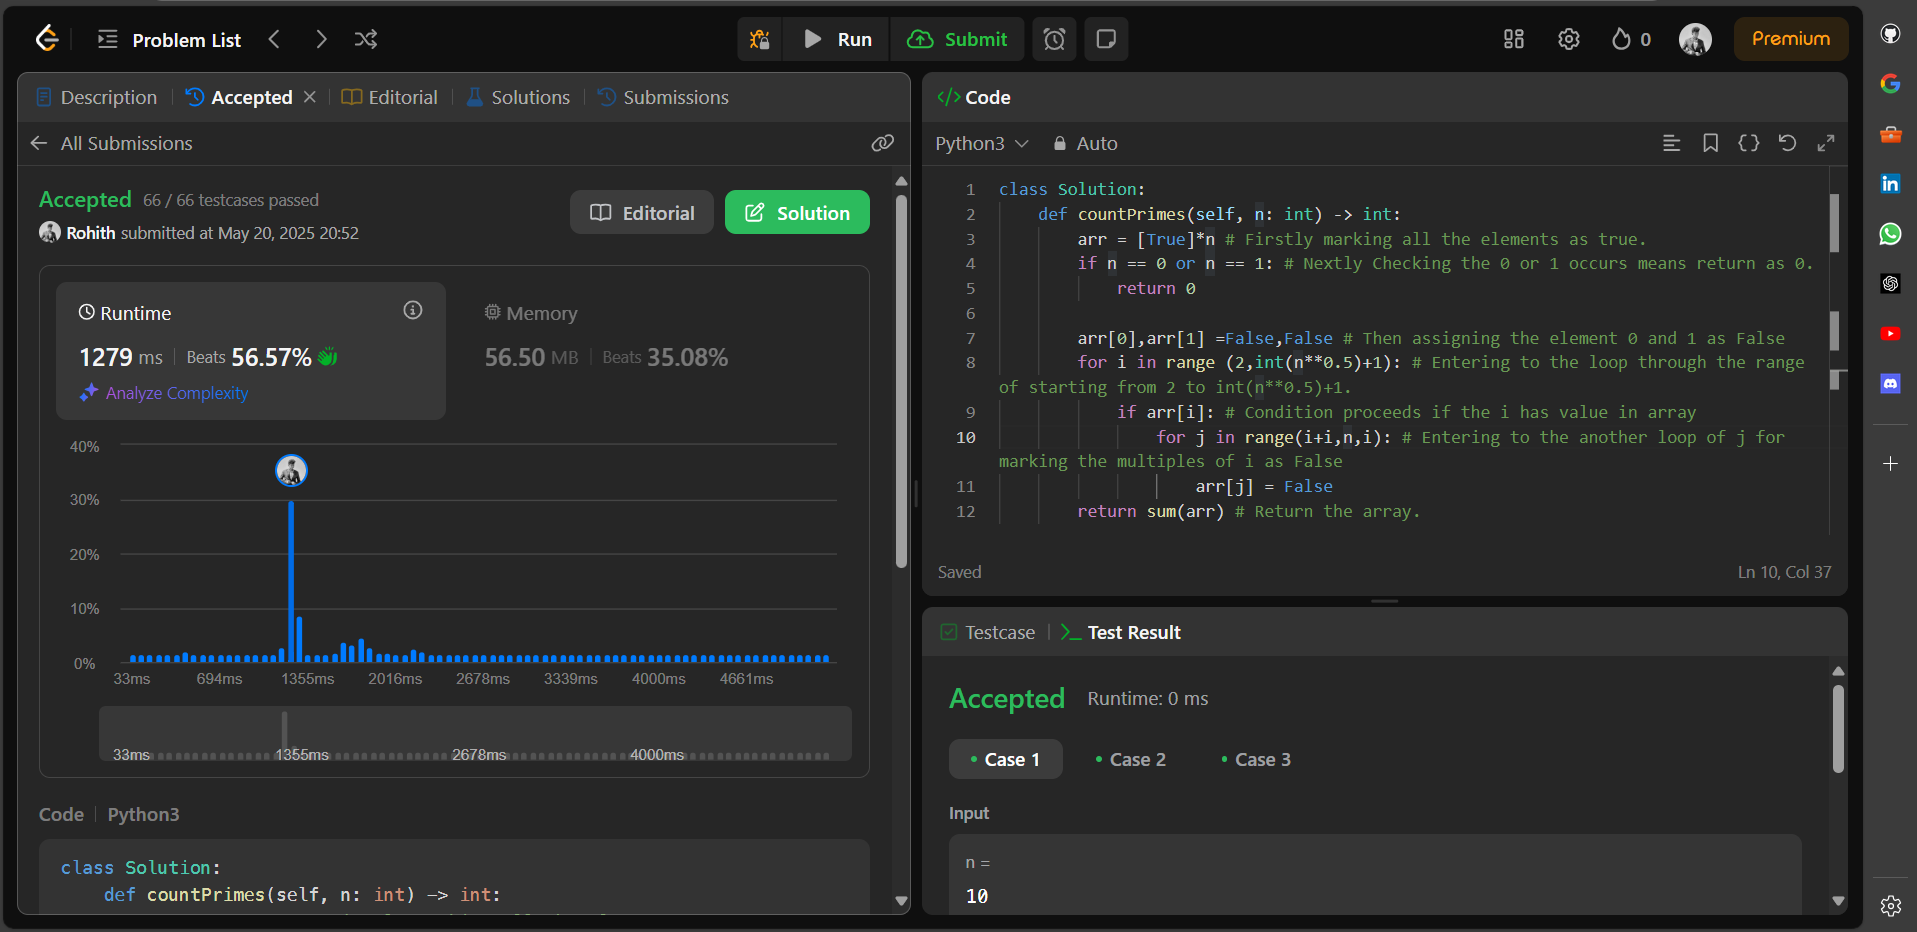 Problem List
Run
Submit
0
Premium
Description
Accepted
Editorial
Solutions
Submissions
All Submissions
Accepted 66 / 66 testcases passed
Rohith submitted at May 20, 2025 20:52
Editorial
Solution
Runtime
1279 ms Beats 56.57%
Analyze Complexity
Memory
56.50 MB Beats 35.08%
40%
30%
20%
10%
0%
33ms 694ms 1355ms 2016ms 2678ms 3339ms 4000ms 4661ms
33ms 1355ms 2678ms 4000ms
Code Python3
class Solution:
def countPrimes(self, n: int) -> int:
</> Code
Python3 Auto
1 class Solution:
2 def countPrimes(self, n: int) -> int:
3 arr = [True]*n # Firstly marking all the elements as true.
4 if n == 0 or n == 1: # Nextly Checking the 0 or 1 occurs means return as 0.
5 return 0
6
7 arr[0],arr[1] =False,False # Then assigning the element 0 and 1 as False
8 for i in range (2,int(n**0.5)+1): # Entering to the loop through the range
of starting from 2 to int(n**0.5)+1.
9 if arr[i]: # Condition proceeds if the i has value in array
10 for j in range(i+i,n,i): # Entering to the another loop of j for
marking the multiples of i as False
11 arr[j] = False
12 return sum(arr) # Return the array.
Saved
Ln 10, Col 37
Testcase
Test Result
Accepted Runtime: 0 ms
Case 1
Case 2
Case 3
Input
n =
10